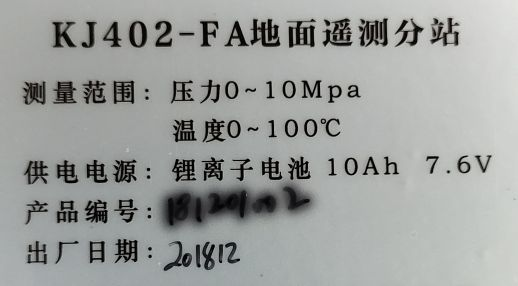 KJ402-FA地面遥测分站
测量范围：压力0~10Mpa
温度0~100℃
供电电源：锂离子电池 10Ah 7.6V
产品编号：181201002
出厂日期：201812